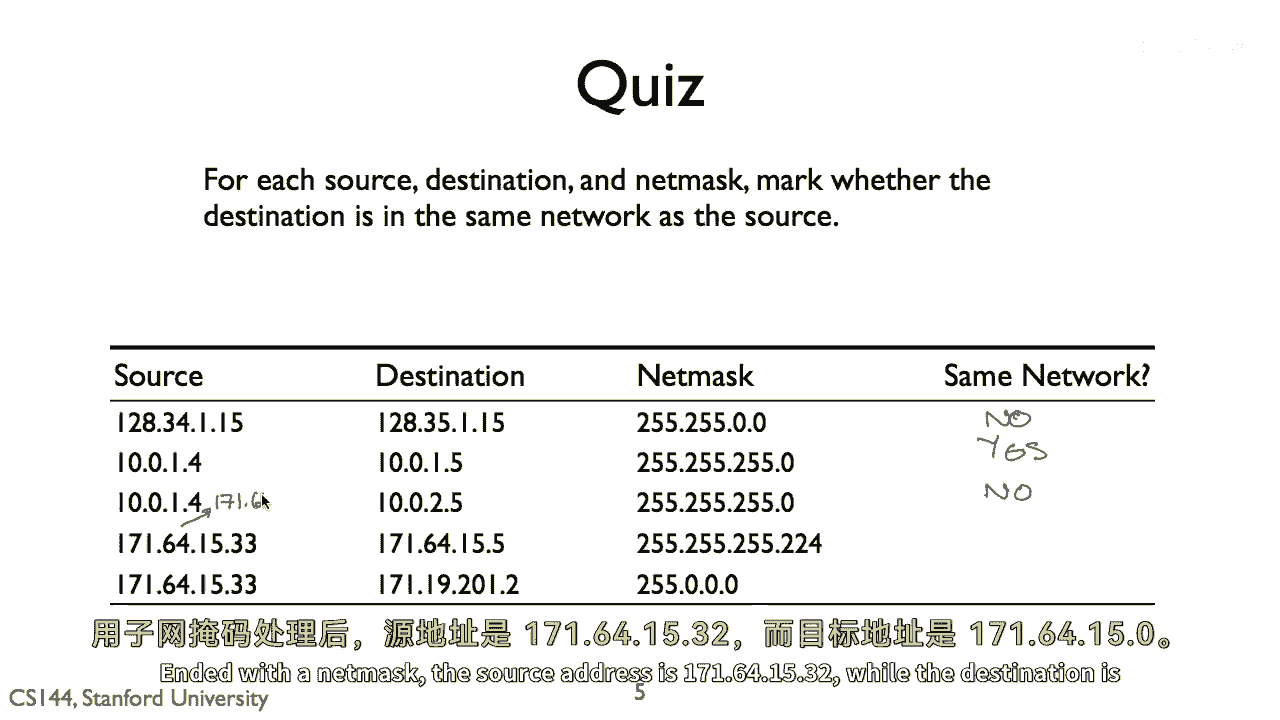 Quiz
For each source, destination, and netmask, mark whether the
destination is in the same network as the source.
Source Destination Netmask Same Network?
128.34.1.15 128.35.1.15 255.255.0.0 NO
10.0.1.4 10.0.1.5 255.255.255.0 YES
10.0.1.4 171.6 10.0.2.5 255.255.255.0 NO
171.64.15.33 171.64.15.5 255.255.255.224
171.64.15.33 171.19.201.2 255.0.0.0
用子网掩码处理后，源地址是 171.64.15.32，而目标地址是 171.64.15.0。
Ended with a netmask, the source address is 171.64.15.32, while the destination is
CS144, Stanford University 5